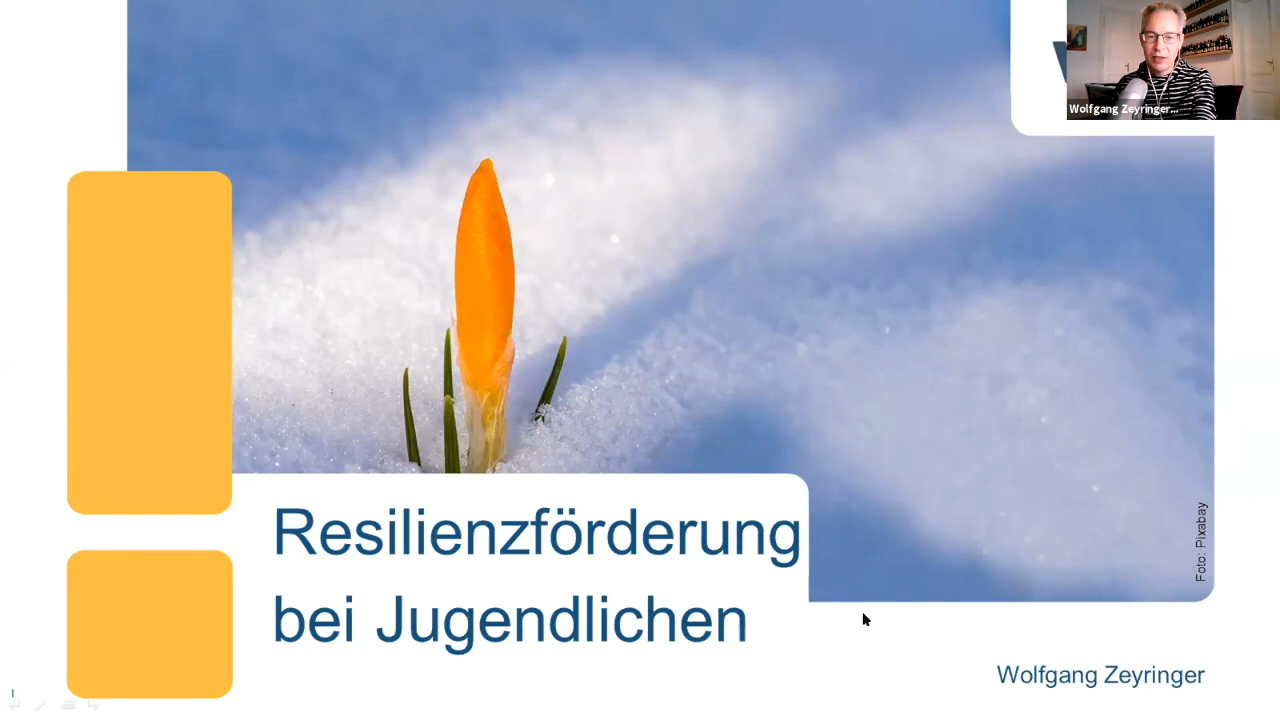 Wolfgang Zeyringer...
Resilienzförderung
bei Jugendlichen
Foto: Pixabay
Wolfgang Zeyringer